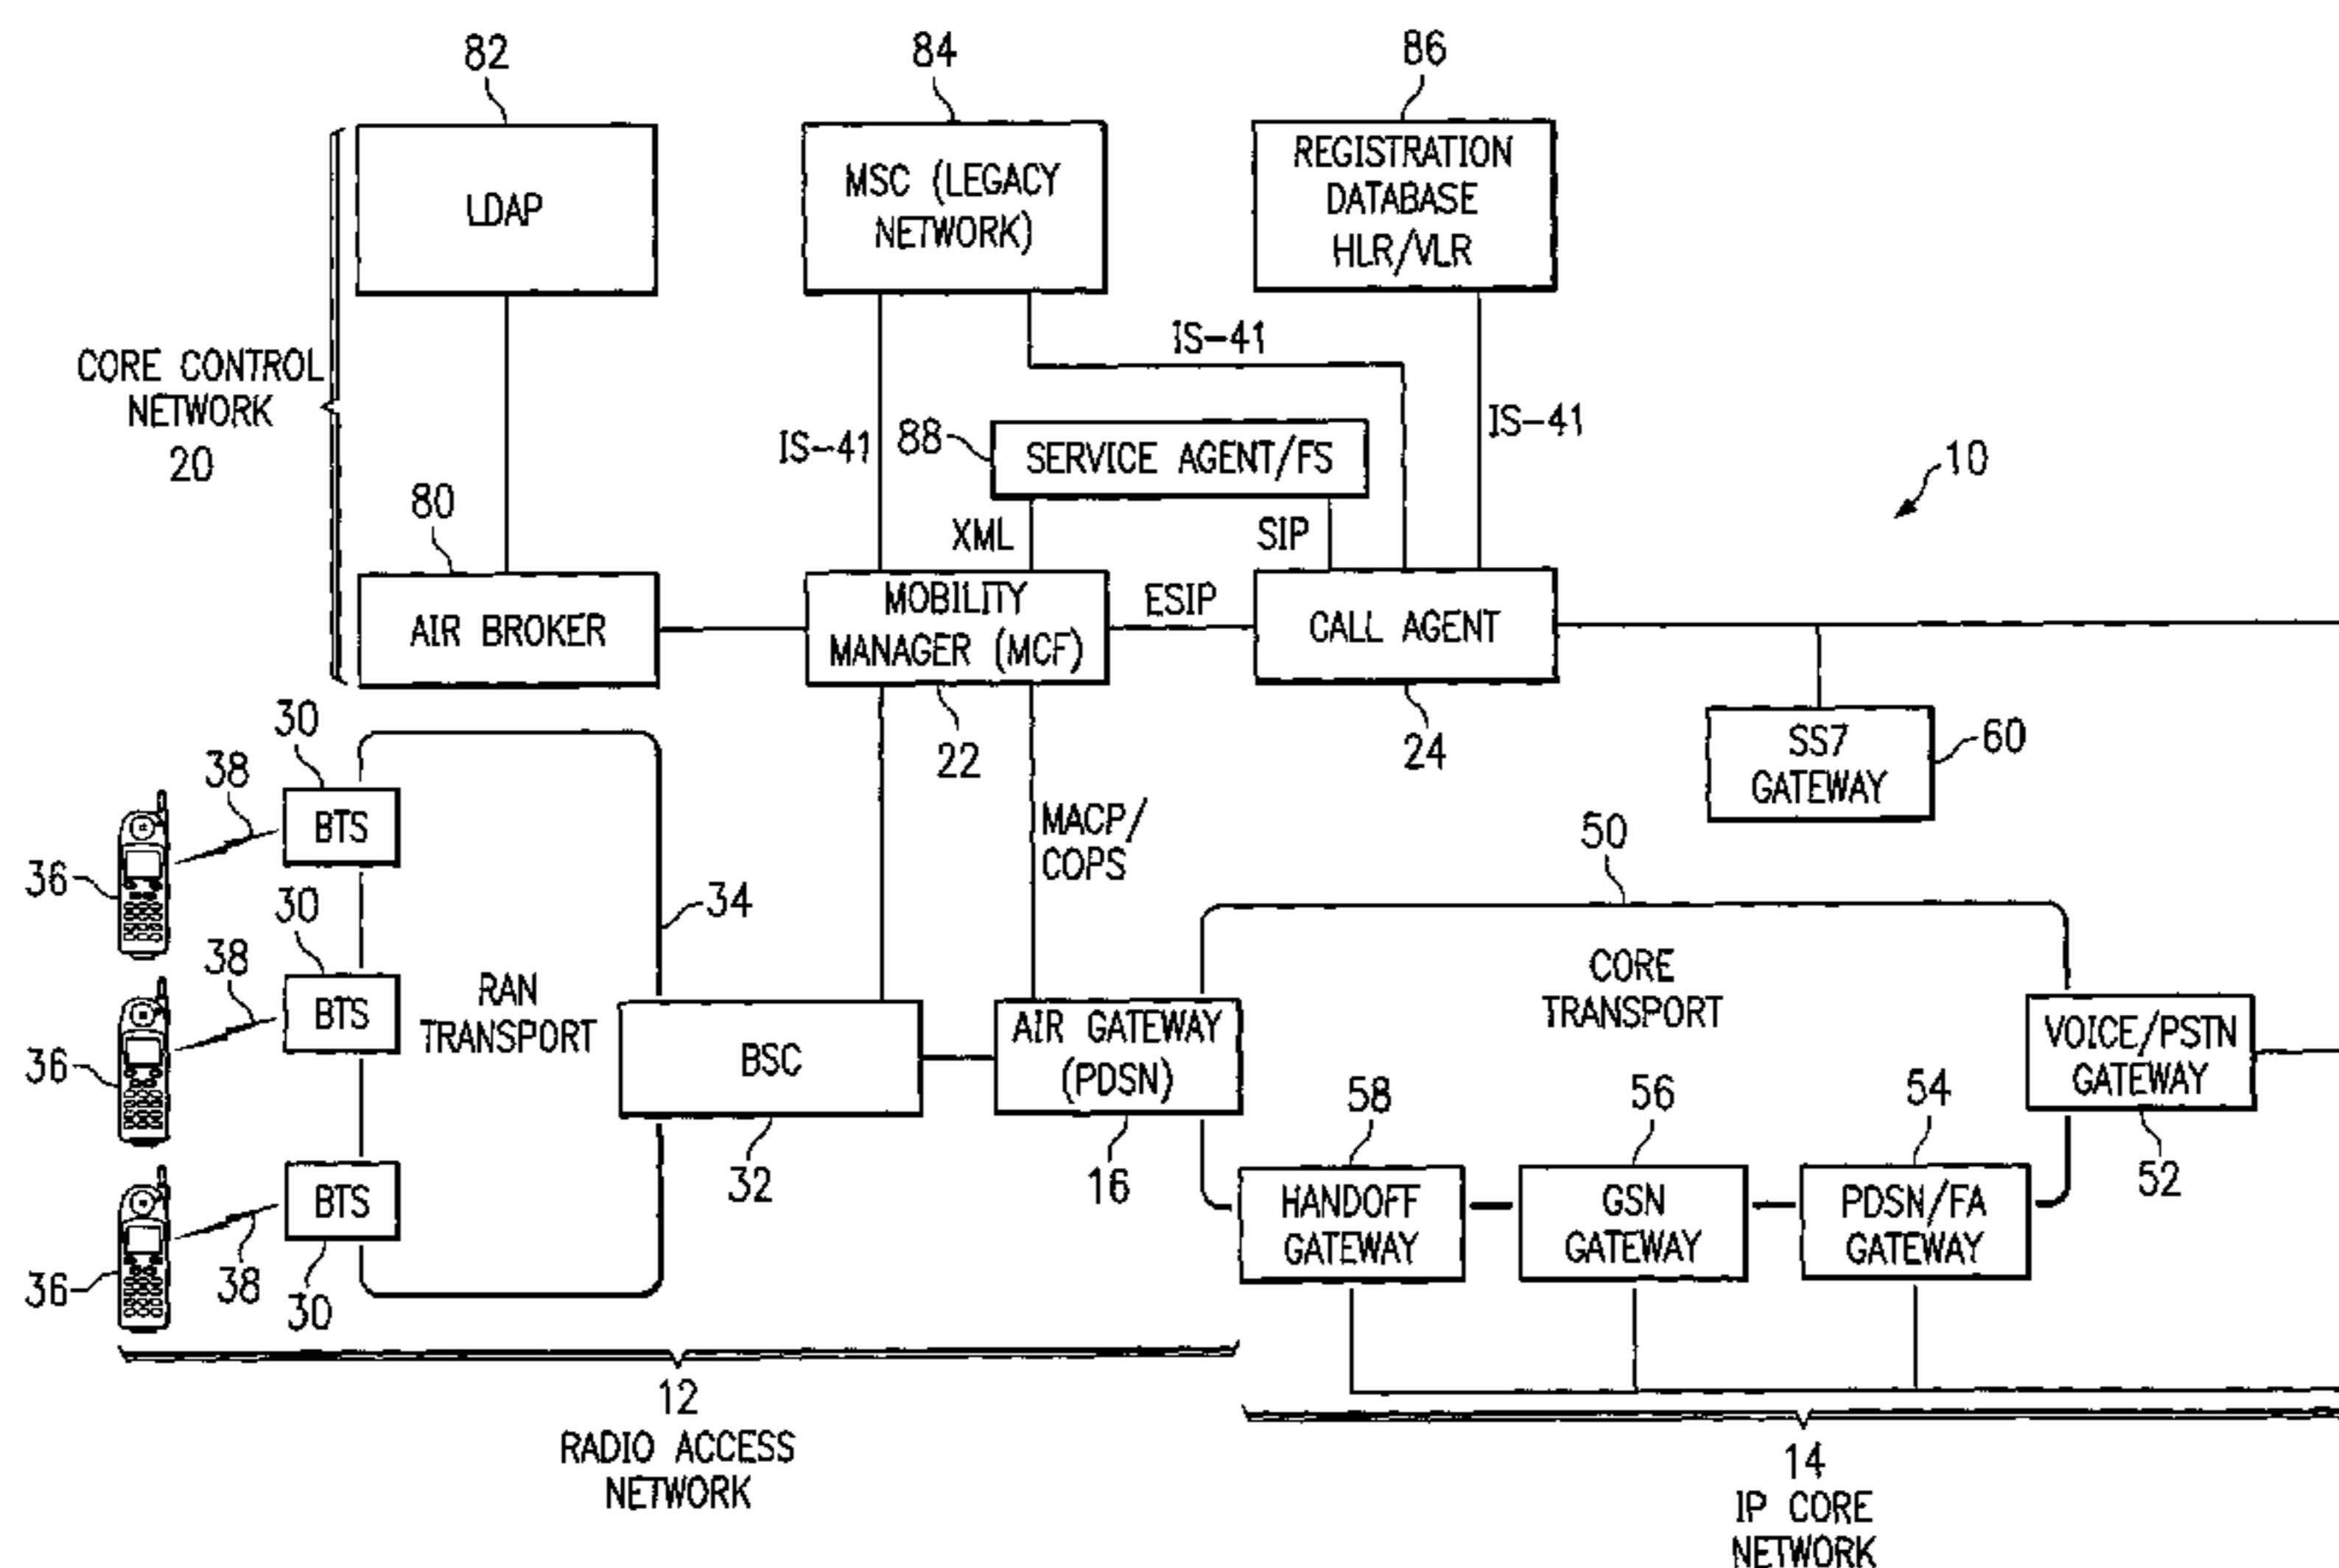 82
84
86
LDAP
MSC (LEGACY
NETWORK)
REGISTRATION
DATABASE
HLR/VLR
IS-41
CORE CONTROL
NETWORK
20
IS-41
88
SERVICE AGENT/FS
IS-41
10
80
XML
SIP
AIR BROKER
MOBILITY
MANAGER (MCF)
ESIP
CALL AGENT
22
24
SS7
GATEWAY
60
30
38
BTS
36
MACP/
COPS
50
30
34
38
BTS
36
RAN
TRANSPORT
CORE
TRANSPORT
BSC
AIR GATEWAY
(PDSN)
VOICE/PSTN
GATEWAY
58
56
54
32
16
52
BTS
36
38
30
HANDOFF
GATEWAY
GSN
GATEWAY
PDSN/FA
GATEWAY
12
RADIO ACCESS
NETWORK
14
IP CORE
NETWORK